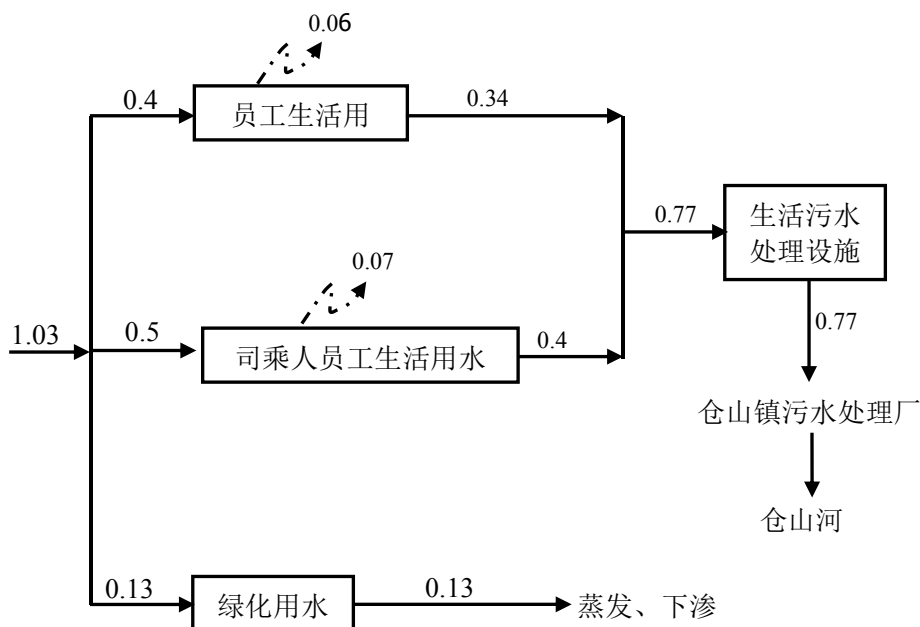 0.06
0.4
员工生活用
0.34
0.77
生活污水
处理设施
0.07
1.03
0.5
司乘人员工生活用水
0.4
0.77
仓山镇污水处理厂
仓山河
0.13
绿化用水
0.13
蒸发、下渗